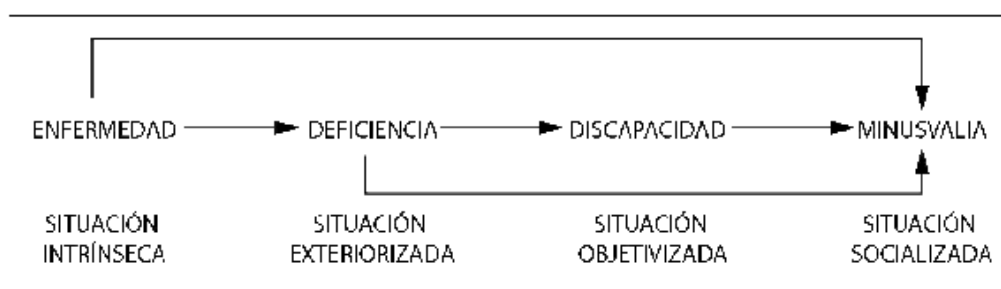 ENFERMEDAD DEFICIENCIA DISCAPACIDAD MINUSVALIA
SITUACIÓN SITUACIÓN SITUACIÓN SITUACIÓN
INTRÍNSECA EXTERIORIZADA OBJETIVIZADA SOCIALIZADA